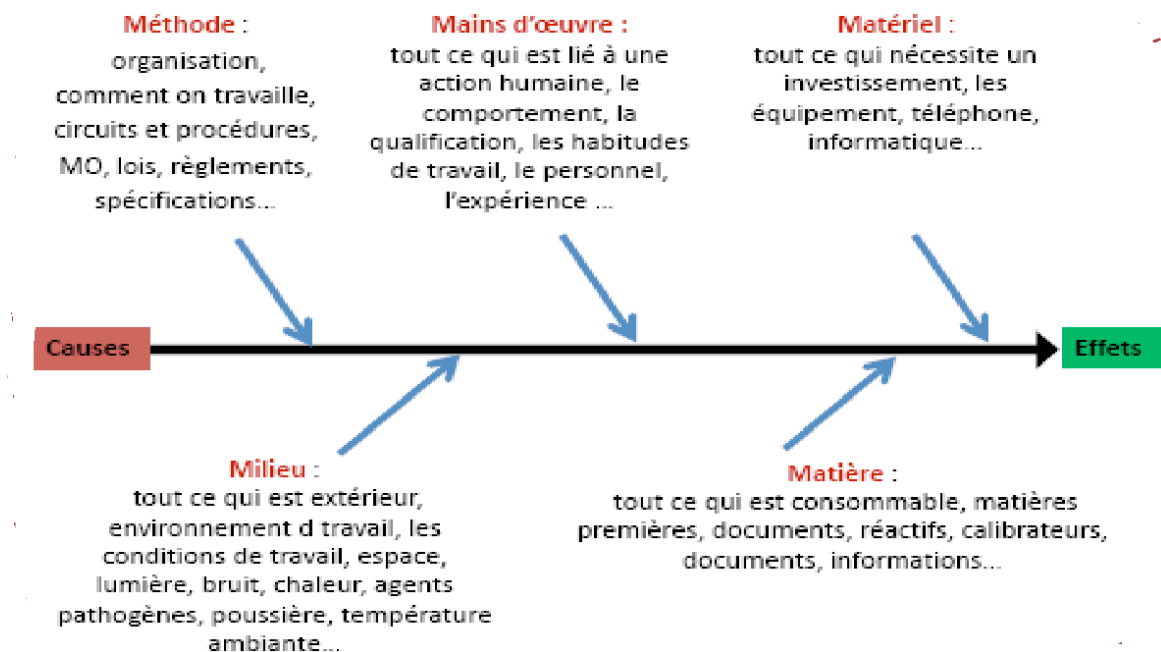 Méthode :
organisation,
comment on travaille,
circuits et procédures,
MO, lois, règlements,
spécifications...
Mains d'œuvre :
tout ce qui est lié à une
action humaine, le
comportement, la
qualification, les habitudes
de travail, le personnel,
l'expérience ...
Matériel :
tout ce qui nécessite un
investissement, les
équipement, téléphone,
informatique...
Causes
Effets
Milieu :
tout ce qui est extérieur,
environnement d travail, les
conditions de travail, espace,
lumière, bruit, chaleur, agents
pathogènes, poussière, température
ambiante...
Matière :
tout ce qui est consommable, matières
premières, documents, réactifs, calibrateurs,
documents, informations...